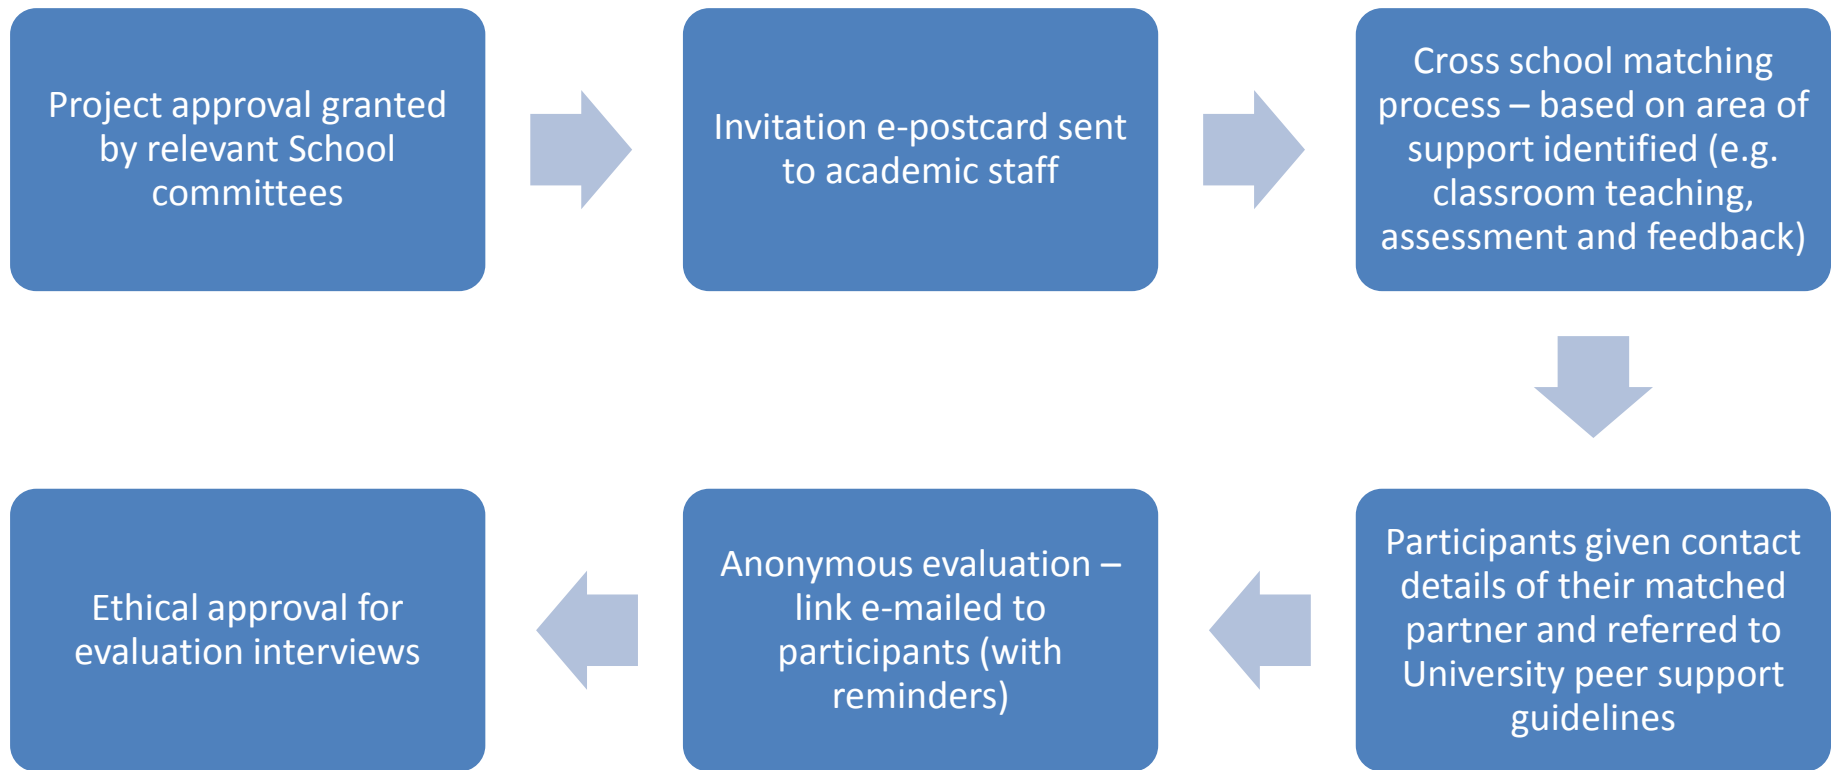 Project approval granted
by relevant School
committees
Invitation e-postcard sent
to academic staff
Cross school matching
process – based on area of
support identified (e.g.
classroom teaching,
assessment and feedback)
Participants given contact
details of their matched
partner and referred to
University peer support
guidelines
Anonymous evaluation –
link e-mailed to
participants (with
reminders)
Ethical approval for
evaluation interviews